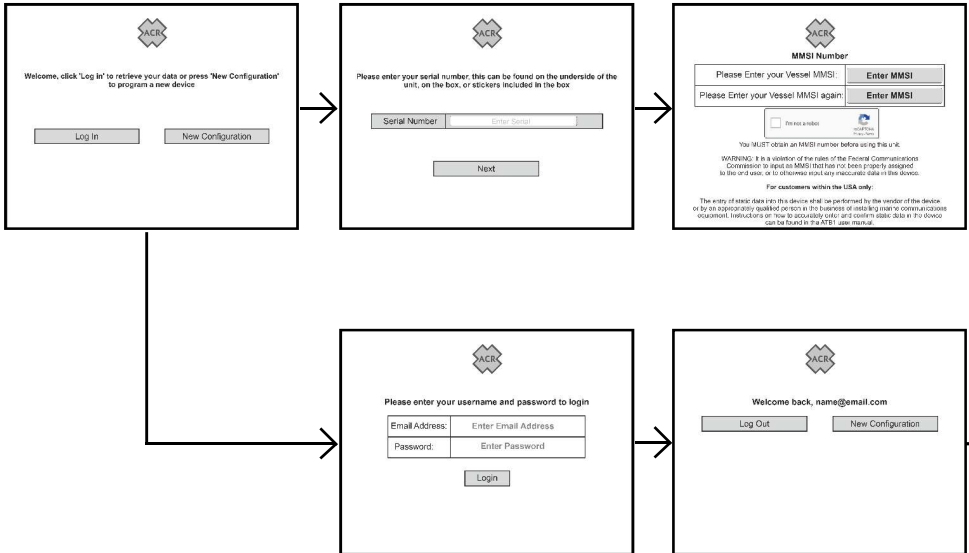 ACR
Welcome, click 'Log in' to retrieve your data or press 'New Configuration'
to program a new device
Log In
New Configuration
ACR
Please enter your serial number, this can be found on the underside of the
unit, on the box, or stickers included in the box
Serial Number
Enter Serial
Next
ACR
MMSI Number
Please Enter your Vessel MMSI:
Enter MMSI
Please Enter your Vessel MMSI again:
Enter MMSI
I'm not a robot
reCAPTCHA
You MUST obtain an MMSI number before using this unit.
WARNING: It is a violation of the rules of the Federal Communications
Commission to input an MMSI that has not been properly assigned
to the end user, or to otherwise input any inaccurate data in this device.
For customers within the USA only:
The entry of static data into this device shall be performed by the vendor of the device
or by an appropriately qualified person in the business of installing marine communications
equipment. Instructions on how to accurately enter and confirm static data in the device
can be found in the ATB1 user manual.
ACR
Please enter your username and password to login
Email Address:
Enter Email Address
Password:
Enter Password
Login
ACR
Welcome back, name@email.com
Log Out
New Configuration